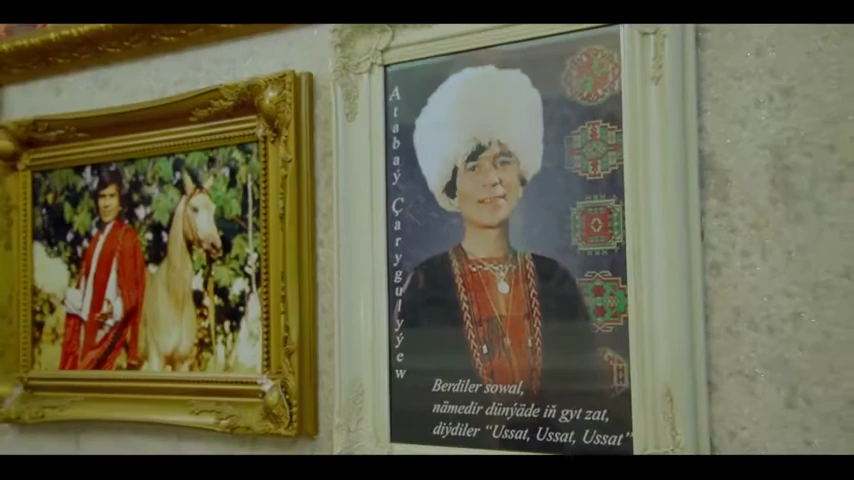 Atabaý Çarygulyýew
Berdiler sowal,
nämedir dünýäde iň gyt zat,
diýdiler "Ussat, Ussat, Ussat"